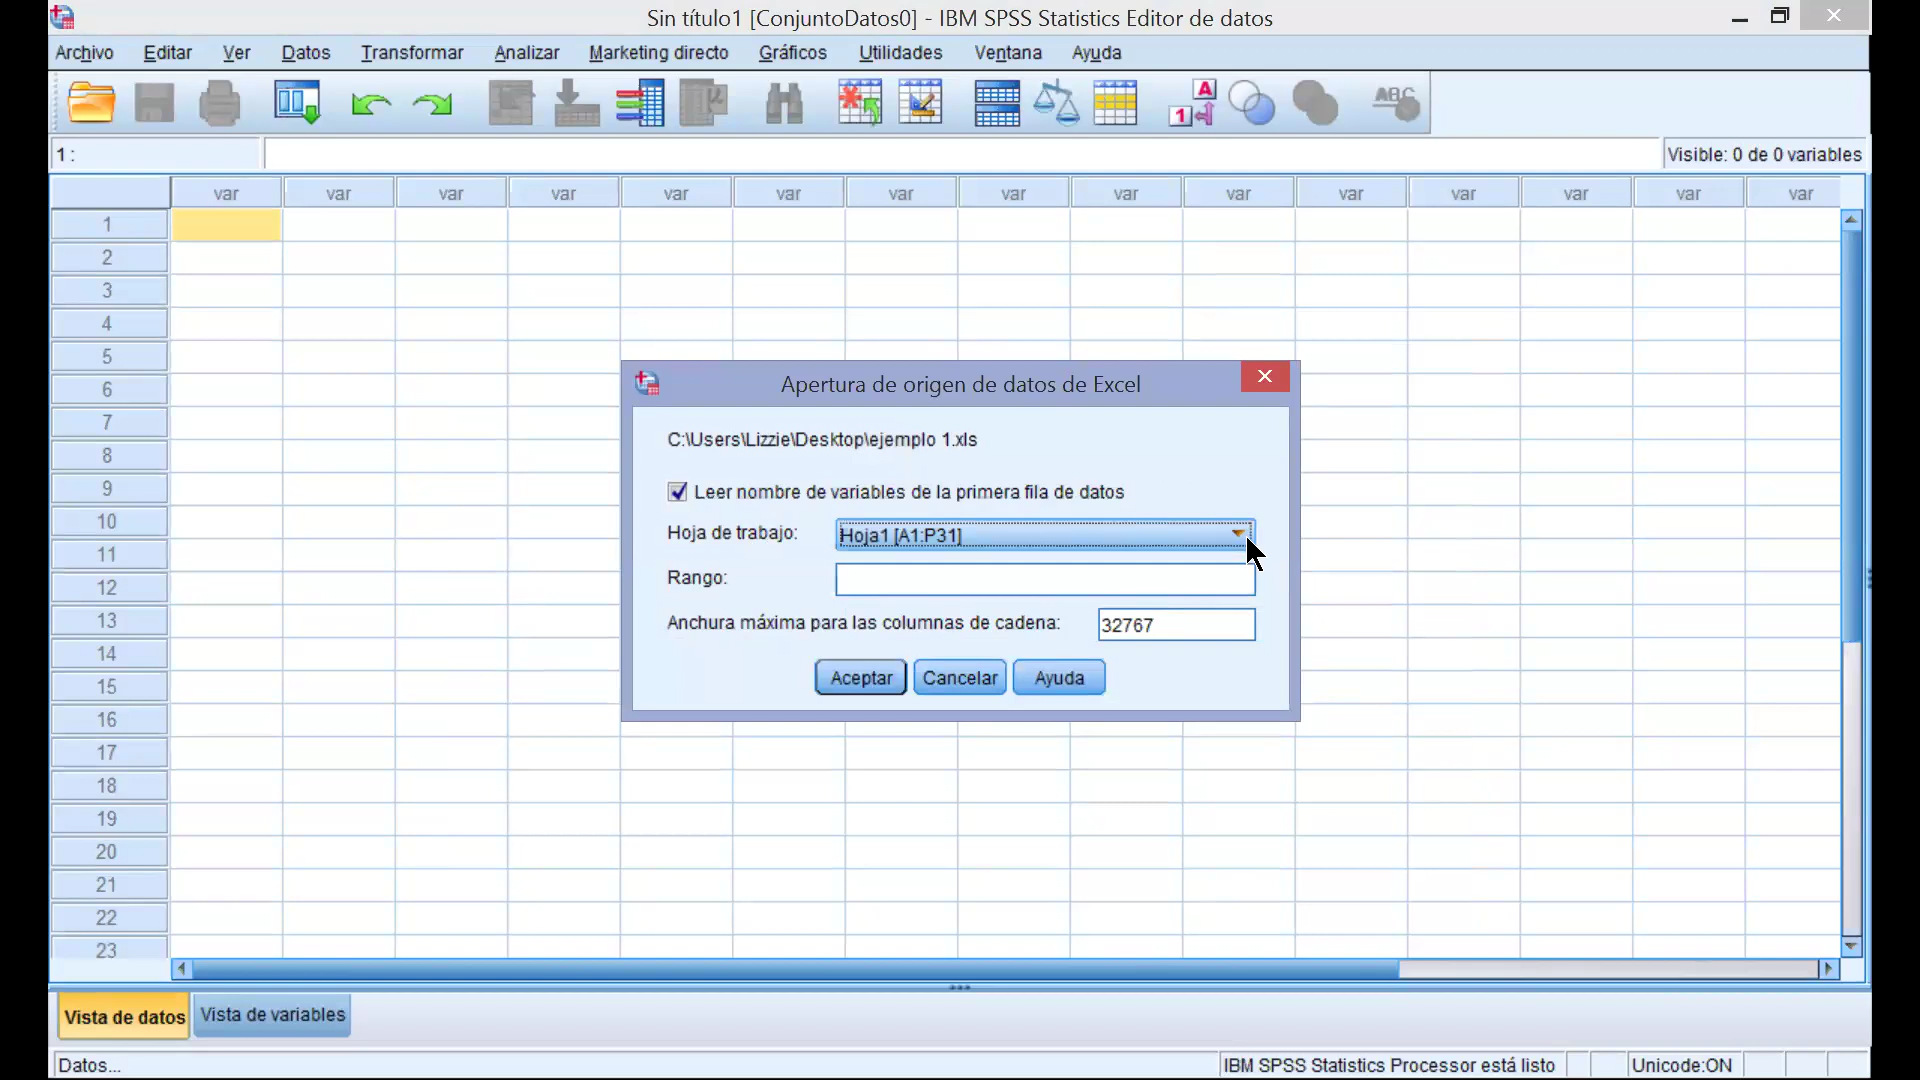 Sin título1 [ConjuntoDatos0] - IBM SPSS Statistics Editor de datos
Archivo Editar Ver Datos Transformar Analizar Marketing directo Gráficos Utilidades Ventana Ayuda
A
1
ABC
1 :
Visible: 0 de 0 variables
var var var var var var var var var var var var var var var
1
2
3
4
5
6
7
8
9
10
11
12
13
14
15
16
17
18
19
20
21
22
23
Apertura de origen de datos de Excel
C:\Users\Lizzie\Desktop\ejemplo 1.xls
Leer nombre de variables de la primera fila de datos
Hoja de trabajo: Hoja1 [A1:P31]
Rango:
Anchura máxima para las columnas de cadena: 32767
Aceptar Cancelar Ayuda
Vista de datos Vista de variables
Datos... IBM SPSS Statistics Processor está listo Unicode:ON